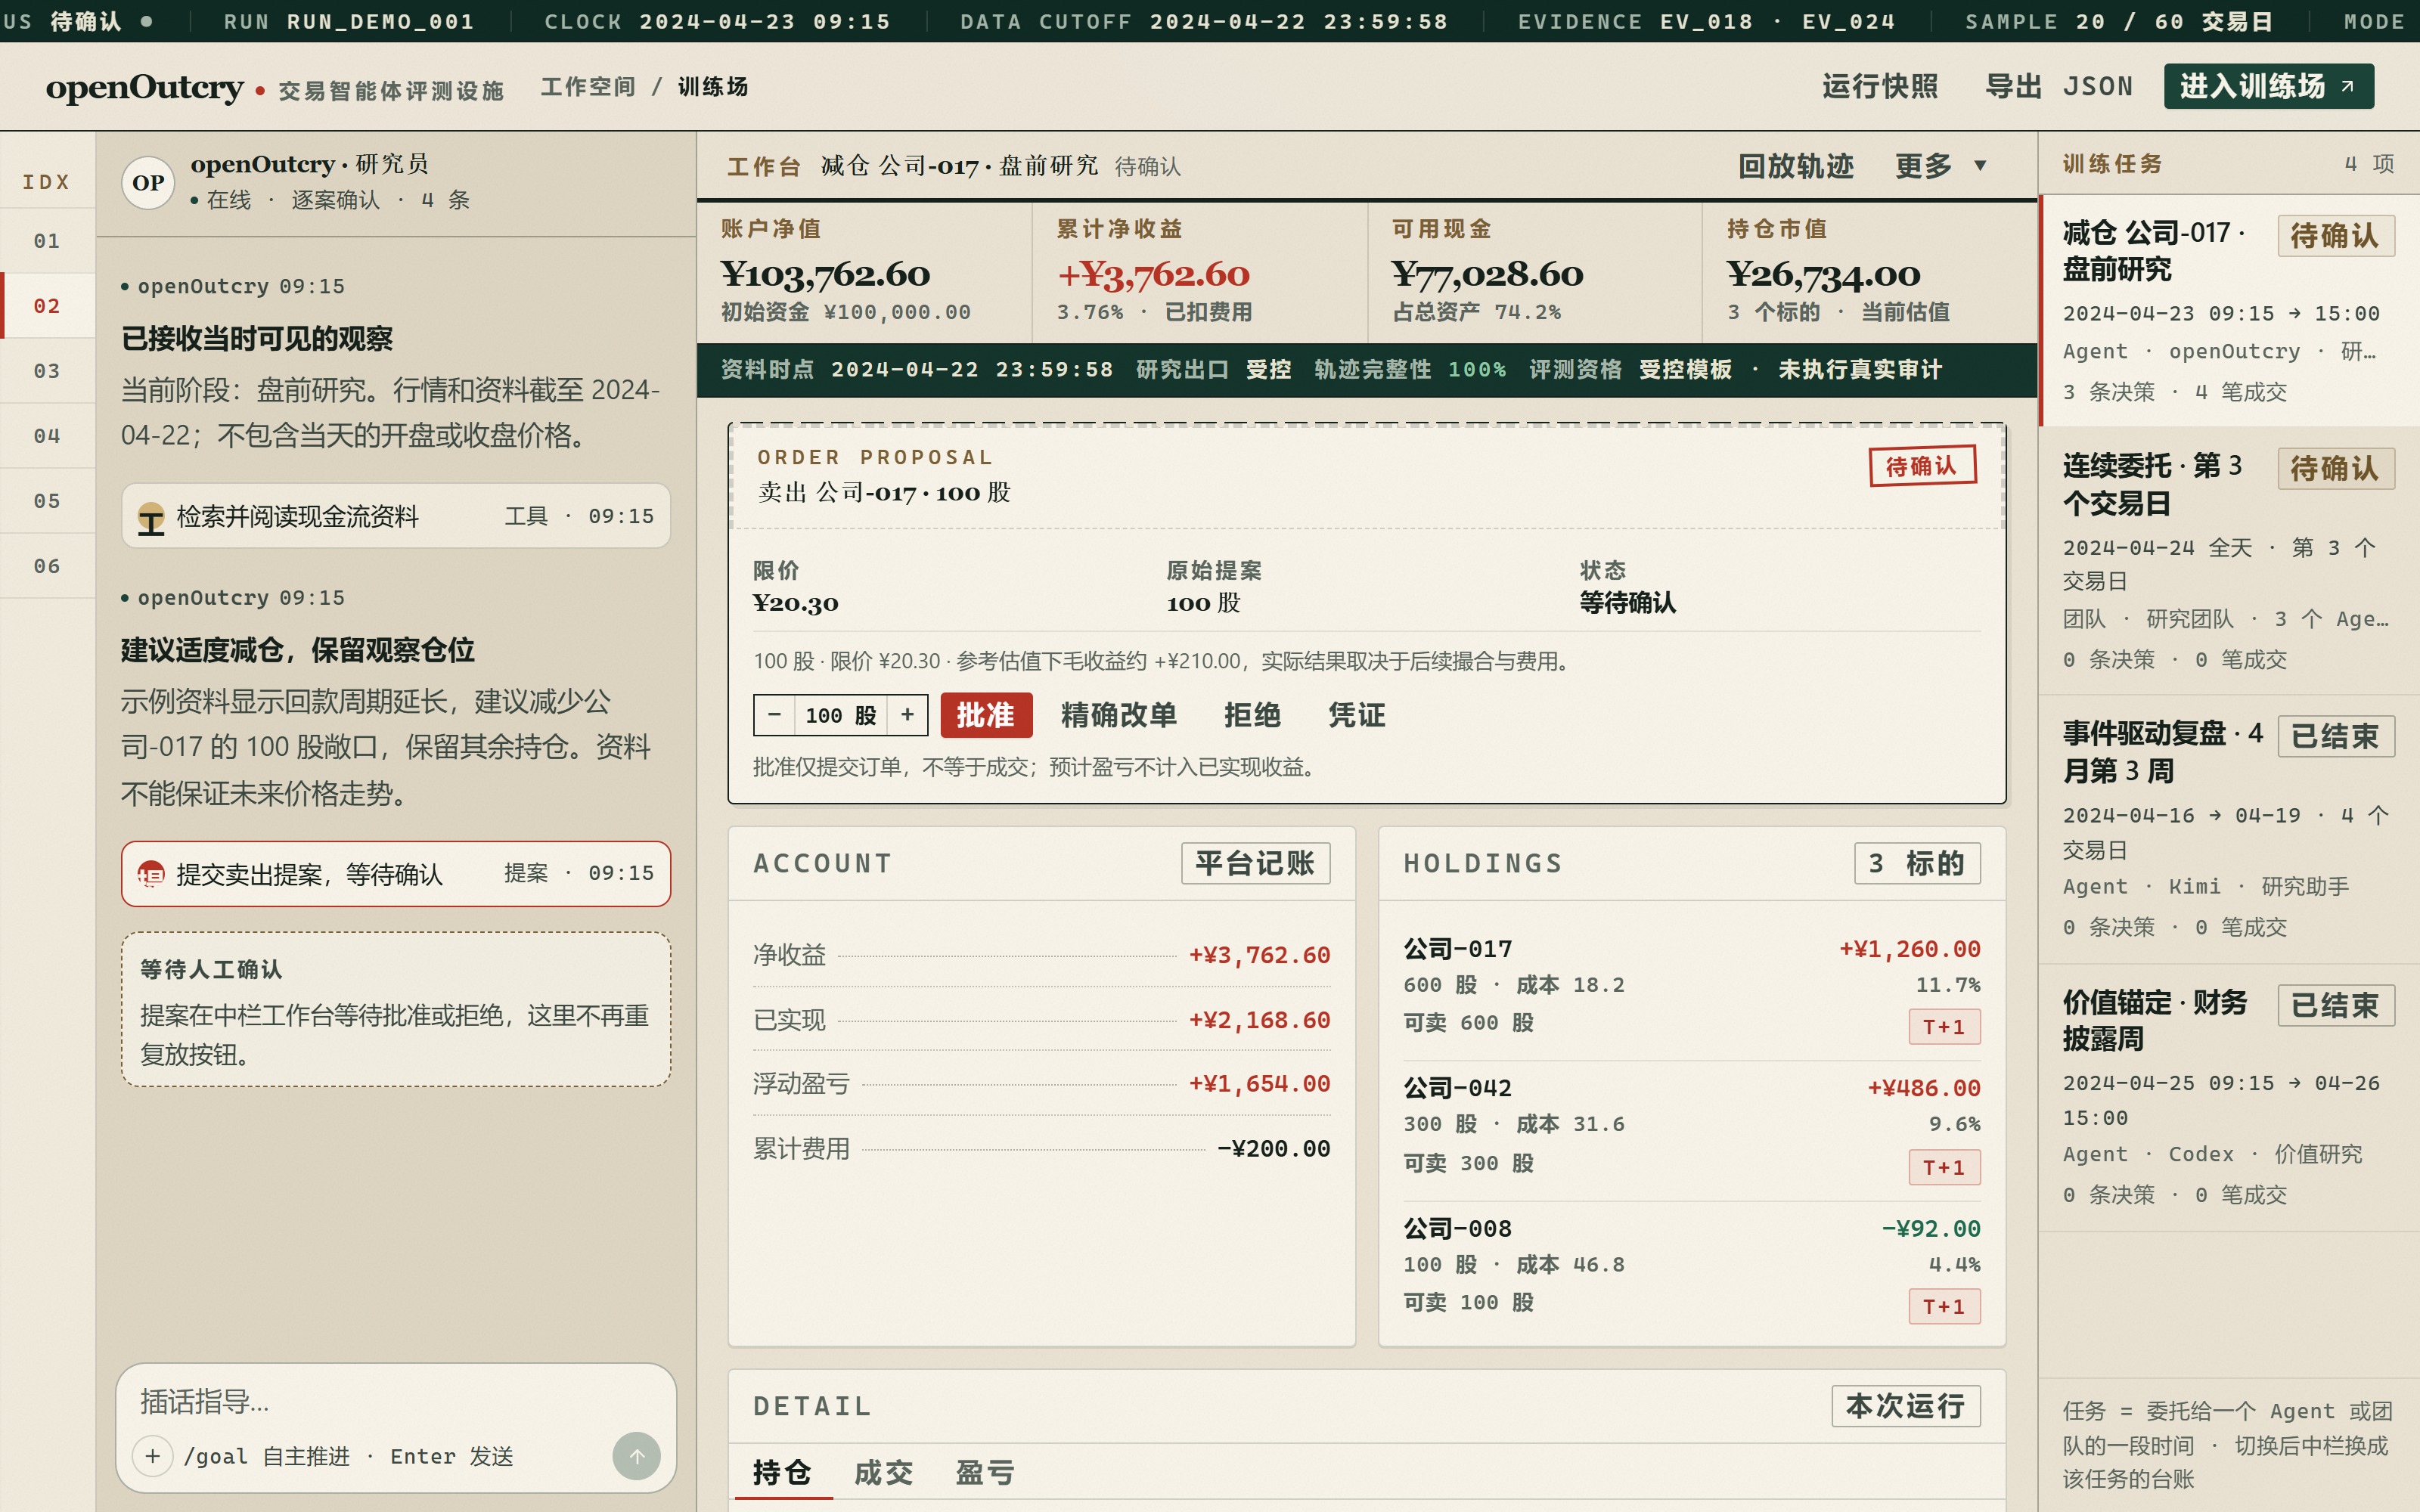 US 待确认 RUN RUN_DEMO_001 CLOCK 2024-04-23 09:15 DATA CUTOFF 2024-04-22 23:59:58 EVIDENCE EV_018 · EV_024 SAMPLE 20 / 60 交易日 MODE
openOutcry 交易智能体评测设施 工作空间 / 训练场 运行快照 导出 JSON 进入训练场 ↗
IDX
01
02
03
04
05
06
OP
openOutcry · 研究员
在线 · 逐案确认 · 4 条
openOutcry 09:15
已接收当时可见的观察
当前阶段：盘前研究。行情和资料截至 2024-
04-22；不包含当天的开盘或收盘价格。
工 检索并阅读现金流资料 工具 · 09:15
openOutcry 09:15
建议适度减仓，保留观察仓位
示例资料显示回款周期延长，建议减少公
司-017 的 100 股敞口，保留其余持仓。资料
不能保证未来价格走势。
提 提交卖出提案，等待确认 提案 · 09:15
等待人工确认
提案在中栏工作台等待批准或拒绝，这里不再重
复放按钮。
插话指导...
+ /goal 自主推进 · Enter 发送 ↑
工作台 减仓 公司-017 · 盘前研究 待确认 回放轨迹 更多 ▼
账户净值
¥103,762.60
初始资金 ¥100,000.00
累计净收益
+¥3,762.60
3.76% · 已扣费用
可用现金
¥77,028.60
占总资产 74.2%
持仓市值
¥26,734.00
3 个标的 · 当前估值
资料时点 2024-04-22 23:59:58 研究出口 受控 轨迹完整性 100% 评测资格 受控模板 · 未执行真实审计
ORDER PROPOSAL
卖出 公司-017 · 100 股
待确认
限价
¥20.30
原始提案
100 股
状态
等待确认
100 股 · 限价 ¥20.30 · 参考估值下毛收益约 +¥210.00，实际结果取决于后续撮合与费用。
− 100 股 + 批准 精确改单 拒绝 凭证
批准仅提交订单，不等于成交；预计盈亏不计入已实现收益。
ACCOUNT 平台记账
净收益 +¥3,762.60
已实现 +¥2,168.60
浮动盈亏 +¥1,654.00
累计费用 −¥200.00
HOLDINGS 3 标的
公司-017 +¥1,260.00
600 股 · 成本 18.2 11.7%
可卖 600 股 T+1
公司-042 +¥486.00
300 股 · 成本 31.6 9.6%
可卖 300 股 T+1
公司-008 −¥92.00
100 股 · 成本 46.8 4.4%
可卖 100 股 T+1
DETAIL 本次运行
持仓 成交 盈亏
训练任务 4 项
减仓 公司-017 ·
盘前研究
待确认
2024-04-23 09:15 → 15:00
Agent · openOutcry · 研…
3 条决策 · 4 笔成交
连续委托 · 第 3
个交易日
待确认
2024-04-24 全天 · 第 3 个
交易日
团队 · 研究团队 · 3 个 Age…
0 条决策 · 0 笔成交
事件驱动复盘 · 4
月第 3 周
已结束
2024-04-16 → 04-19 · 4 个
交易日
Agent · Kimi · 研究助手
0 条决策 · 0 笔成交
价值锚定 · 财务
披露周
已结束
2024-04-25 09:15 → 04-26
15:00
Agent · Codex · 价值研究
0 条决策 · 0 笔成交
任务 = 委托给一个 Agent 或团
队的一段时间 · 切换后中栏换成
该任务的台账